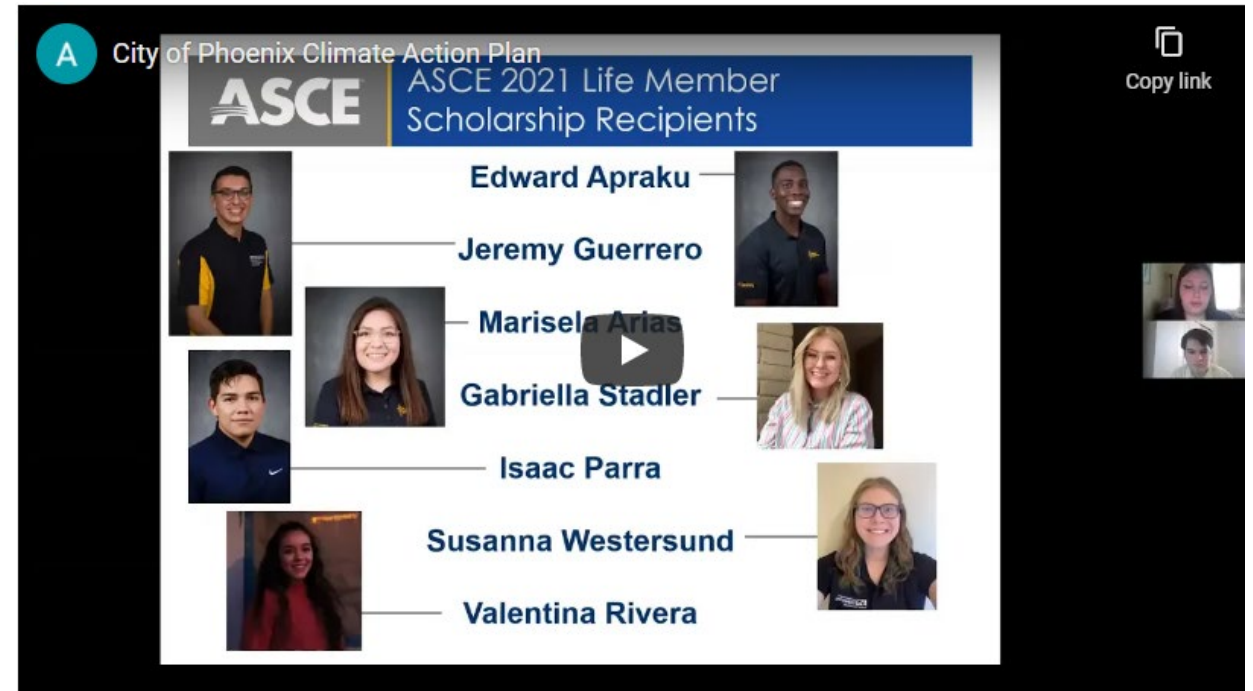 A
City of Phoenix Climate Action Plan
Copy link
ASCE
ASCE 2021 Life Member
Scholarship Recipients
Edward Apraku
Jeremy Guerrero
Marisela Arias
Gabriella Stadler
Isaac Parra
Susanna Westersund
Valentina Rivera